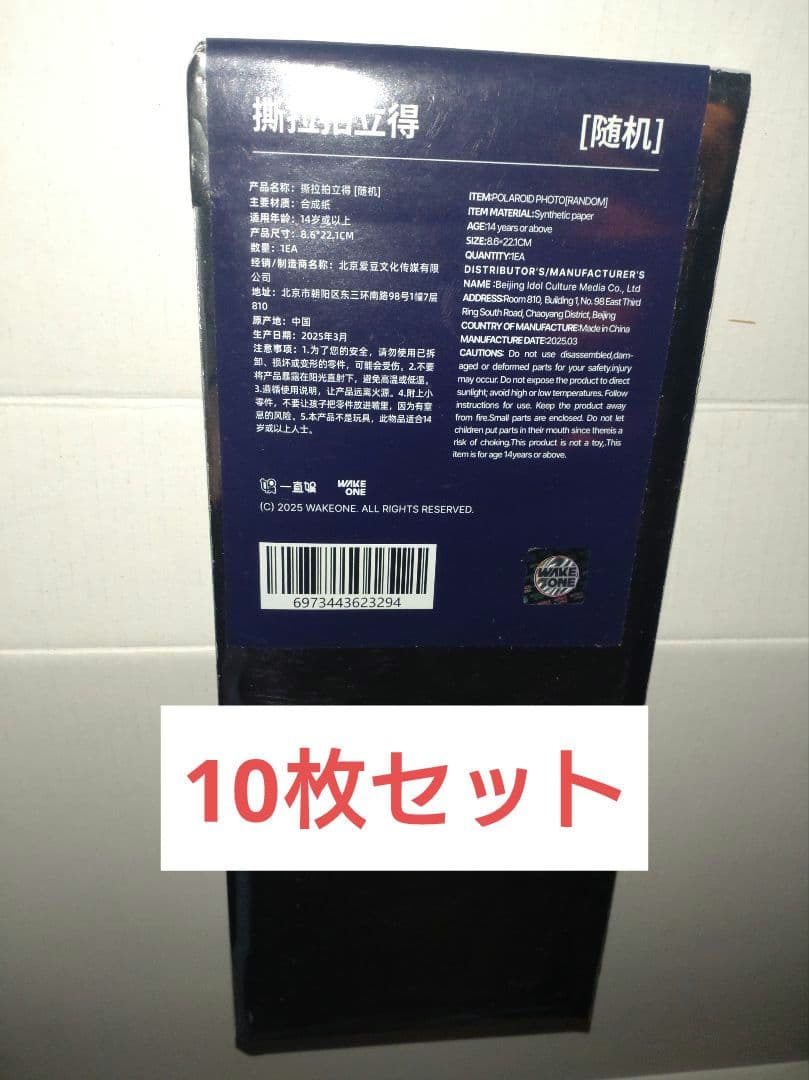 撕拉拍立得
[随机]
产品名称：撕拉拍立得 [随机]
主要材质：合成纸
适用年龄：14岁或以上
产品尺寸：8.6*22.1CM
数量：1EA
经销/制造商名称：北京爱豆文化传媒有限
公司
地址：北京市朝阳区东三环南路98号1幢7层
810
原产地：中国
生产日期：2025年3月
注意事项：1.为了您的安全，请勿使用已拆
卸、损坏或变形的零件，可能会受伤。2.不要
将产品暴露在阳光直射下，避免高温或低温。
3.遵循使用说明，让产品远离火源。4.附上小
零件，不要让孩子把零件放进嘴里，因为有窒
息的风险。5.本产品不是玩具，此物品适合14
岁或以上人士。
ITEM:POLAROID PHOTO[RANDOM]
ITEM MATERIAL:Synthetic paper
AGE:14 years or above
SIZE:8.6*22.1CM
QUANTITY:1EA
DISTRIBUTOR'S/MANUFACTURER'S
NAME :Beijing Idol Culture Media Co., Ltd
ADDRESS:Room 810, Building 1, No. 98 East Third
Ring South Road, Chaoyang District, Beijing
COUNTRY OF MANUFACTURE:Made in China
MANUFACTURE DATE:2025.03
CAUTIONS: Do not use disassembled,dam-
aged or deformed parts for your safety.injury
may occur. Do not expose the product to direct
sunlight; avoid high or low temperatures. Follow
instructions for use. Keep the product away
from fire.Small parts are enclosed. Do not let
children put parts in their mouth since thereis a
risk of choking.This product is not a toy,.This
item is for age 14years or above.
一直娱
WAKE
ONE
(C) 2025 WAKEONE. ALL RIGHTS RESERVED.
6973443623294
WAKE
ONE
10枚セット